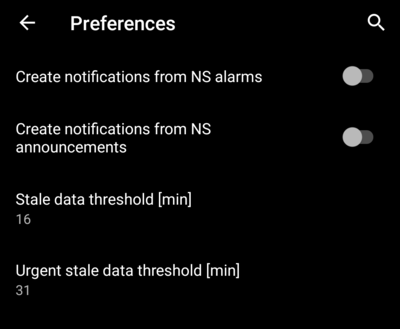 Preferences
Create notifications from NS alarms
Create notifications from NS
announcements
Stale data threshold [min]
16
Urgent stale data threshold [min]
31